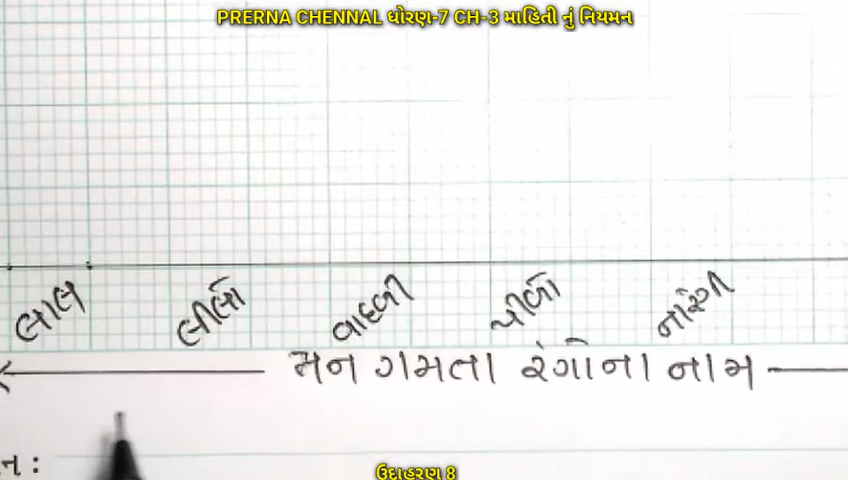 PRERNA CHENNAL ધોરણ-7 CH-3 માહિતી નું નિયમન
લાલ લીલો વાદળી પીળો નારંગી
મન ગમતા રંગોના નામ
ન :
ઉદાહરણ 8